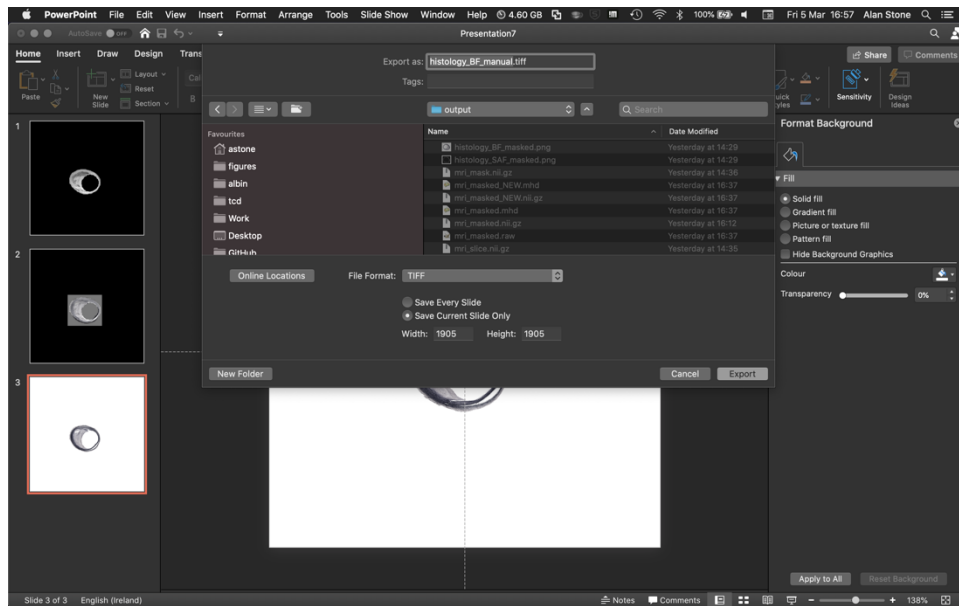 PowerPoint File Edit View Insert Format Arrange Tools Slide Show Window Help 4.60 GB 100% Fri 5 Mar 16:57 Alan Stone
AutoSave OFF Presentation7
Home Insert Draw Design Trans Share Comments
Paste New Slide Layout Reset Section Cal B
Sensitivity Design Ideas
Export as: histology_BF_manual.tiff
Tags:
output Search
Favourites
astone
figures
albin
tcd
Work
Desktop
GitHub
Name Date Modified
histology_BF_masked.png Yesterday at 14:29
histology_SAF_masked.png Yesterday at 14:29
mri_mask.nii.gz Yesterday at 14:36
mri_masked_NEW.mhd Yesterday at 16:37
mri_masked_NEW.nii.gz Yesterday at 16:37
mri_masked.mhd Yesterday at 16:37
mri_masked.nii.gz Yesterday at 16:12
mri_masked.raw Yesterday at 16:37
mri_slice.nii.gz Yesterday at 14:35
Online Locations File Format: TIFF
Save Every Slide
Save Current Slide Only
Width: 1905 Height: 1905
New Folder Cancel Export
1
2
3
Format Background
Fill
Solid fill
Gradient fill
Picture or texture fill
Pattern fill
Hide Background Graphics
Colour
Transparency 0%
Apply to All Reset Background
Slide 3 of 3 English (Ireland) Notes Comments 138%